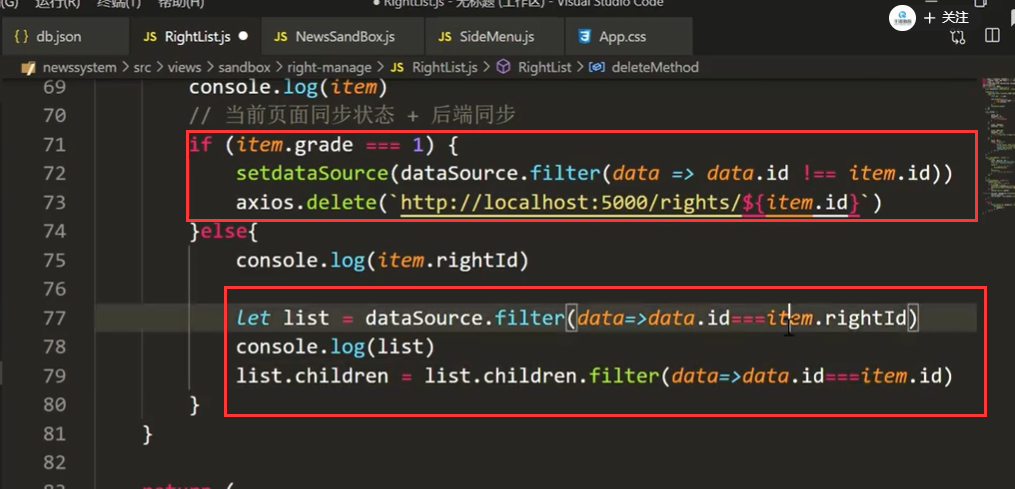 (G) 运行(R) 终端(T) 帮助(H) ● RightList.js - 无标题 (工作区) - Visual Studio Code
{} db.json JS RightList.js ● JS NewsSandBox.js JS SideMenu.js App.css + 关注
newssystem > src > views > sandbox > right-manage > JS RightList.js > RightList > deleteMethod
69 console.log(item)
70 // 当前页面同步状态 + 后端同步
71 if (item.grade === 1) {
72 setdataSource(dataSource.filter(data => data.id !== item.id))
73 axios.delete(`http://localhost:5000/rights/${item.id}`)
74 }else{
75 console.log(item.rightId)
76
77 let list = dataSource.filter(data=>data.id===item.rightId)
78 console.log(list)
79 list.children = list.children.filter(data=>data.id===item.id)
80 }
81 }
82
83 return (